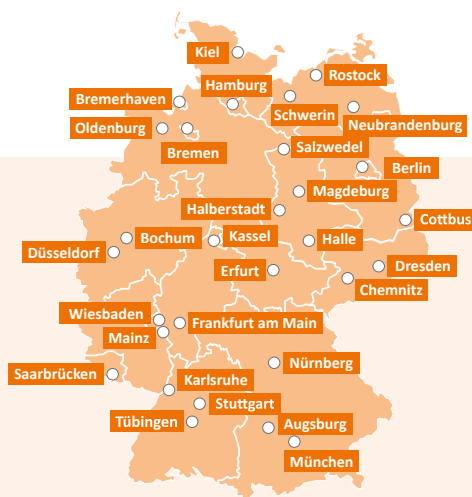 Kiel
Rostock
Hamburg
Bremerhaven
Schwerin
Neubrandenburg
Oldenburg
Bremen
Salzwedel
Berlin
Magdeburg
Halberstadt
Cottbus
Bochum
Kassel
Halle
Düsseldorf
Erfurt
Dresden
Chemnitz
Wiesbaden
Frankfurt am Main
Mainz
Nürnberg
Saarbrücken
Karlsruhe
Stuttgart
Tübingen
Augsburg
München